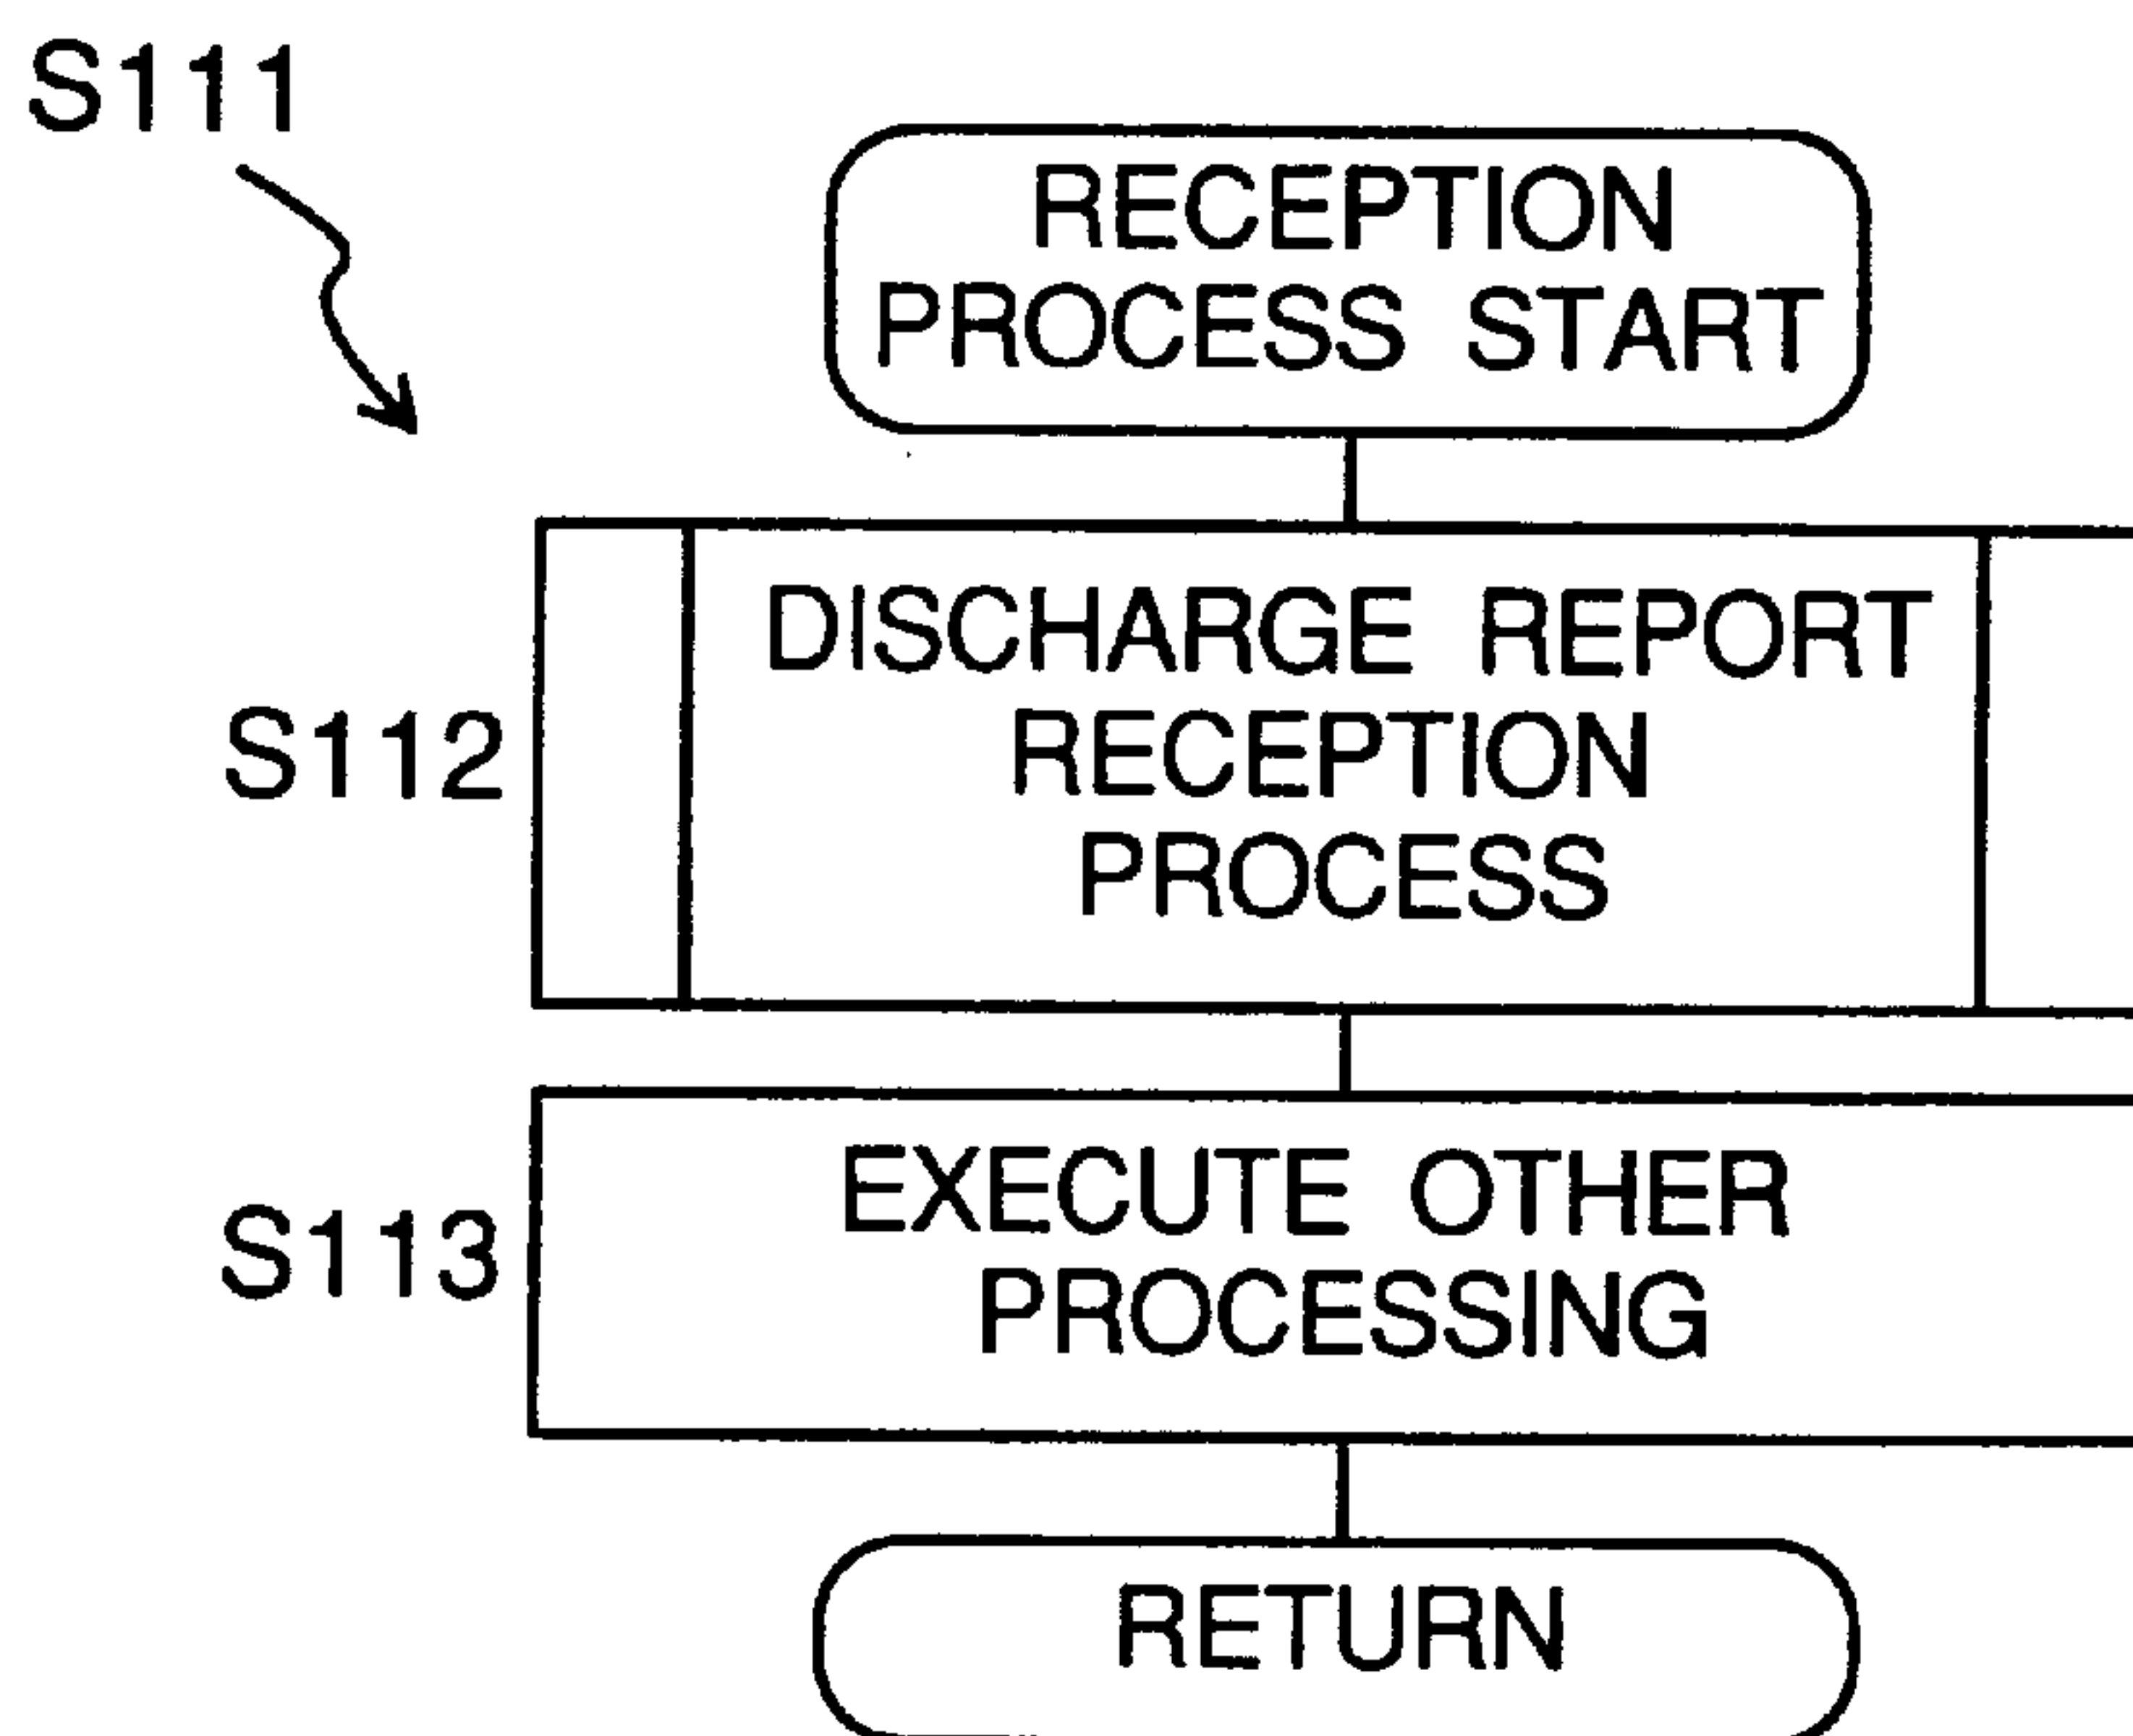 S111
RECEPTION
PROCESS START
DISCHARGE REPORT
RECEPTION
PROCESS
S112
EXECUTE OTHER
PROCESSING
S113
RETURN